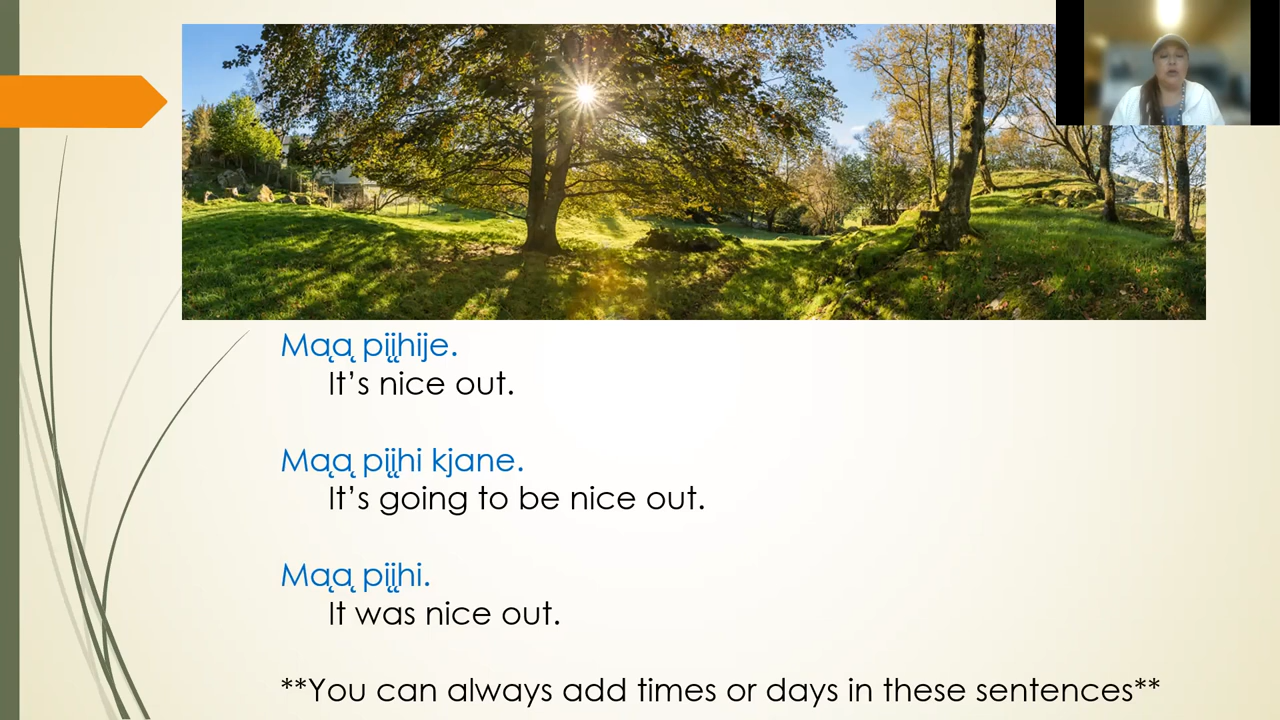 Mąą pįįhije.
It’s nice out.
Mąą pįįhi kjane.
It’s going to be nice out.
Mąą pįįhi.
It was nice out.
**You can always add times or days in these sentences**